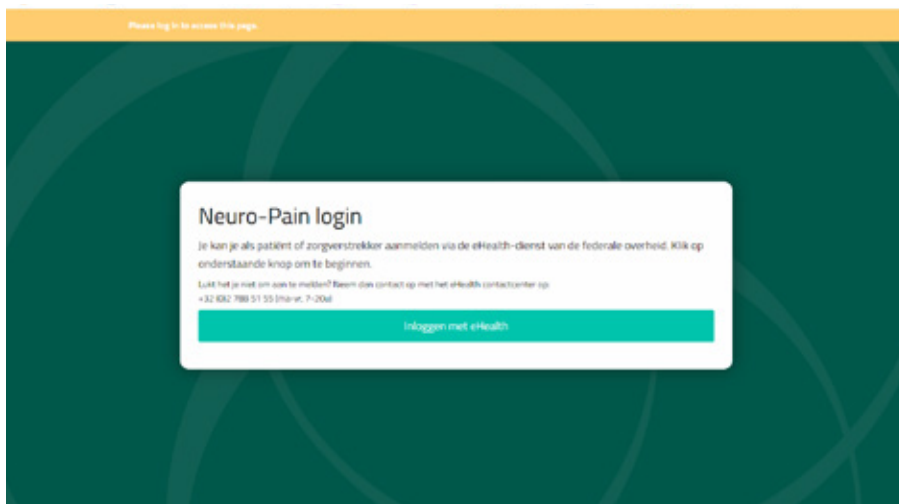 Please log in to access this page.
Neuro-Pain login
Je kan je als patiënt of zorgverstrekker aanmelden via de eHealth-dienst van de federale overheid. Klik op
onderstaande knop om te beginnen.
Lukt het je niet om aan te melden? Neem dan contact op met het eHealth contactcenter op
+32 (0)2 788 51 55 (ma-vr, 7-20u)
Inloggen met eHealth